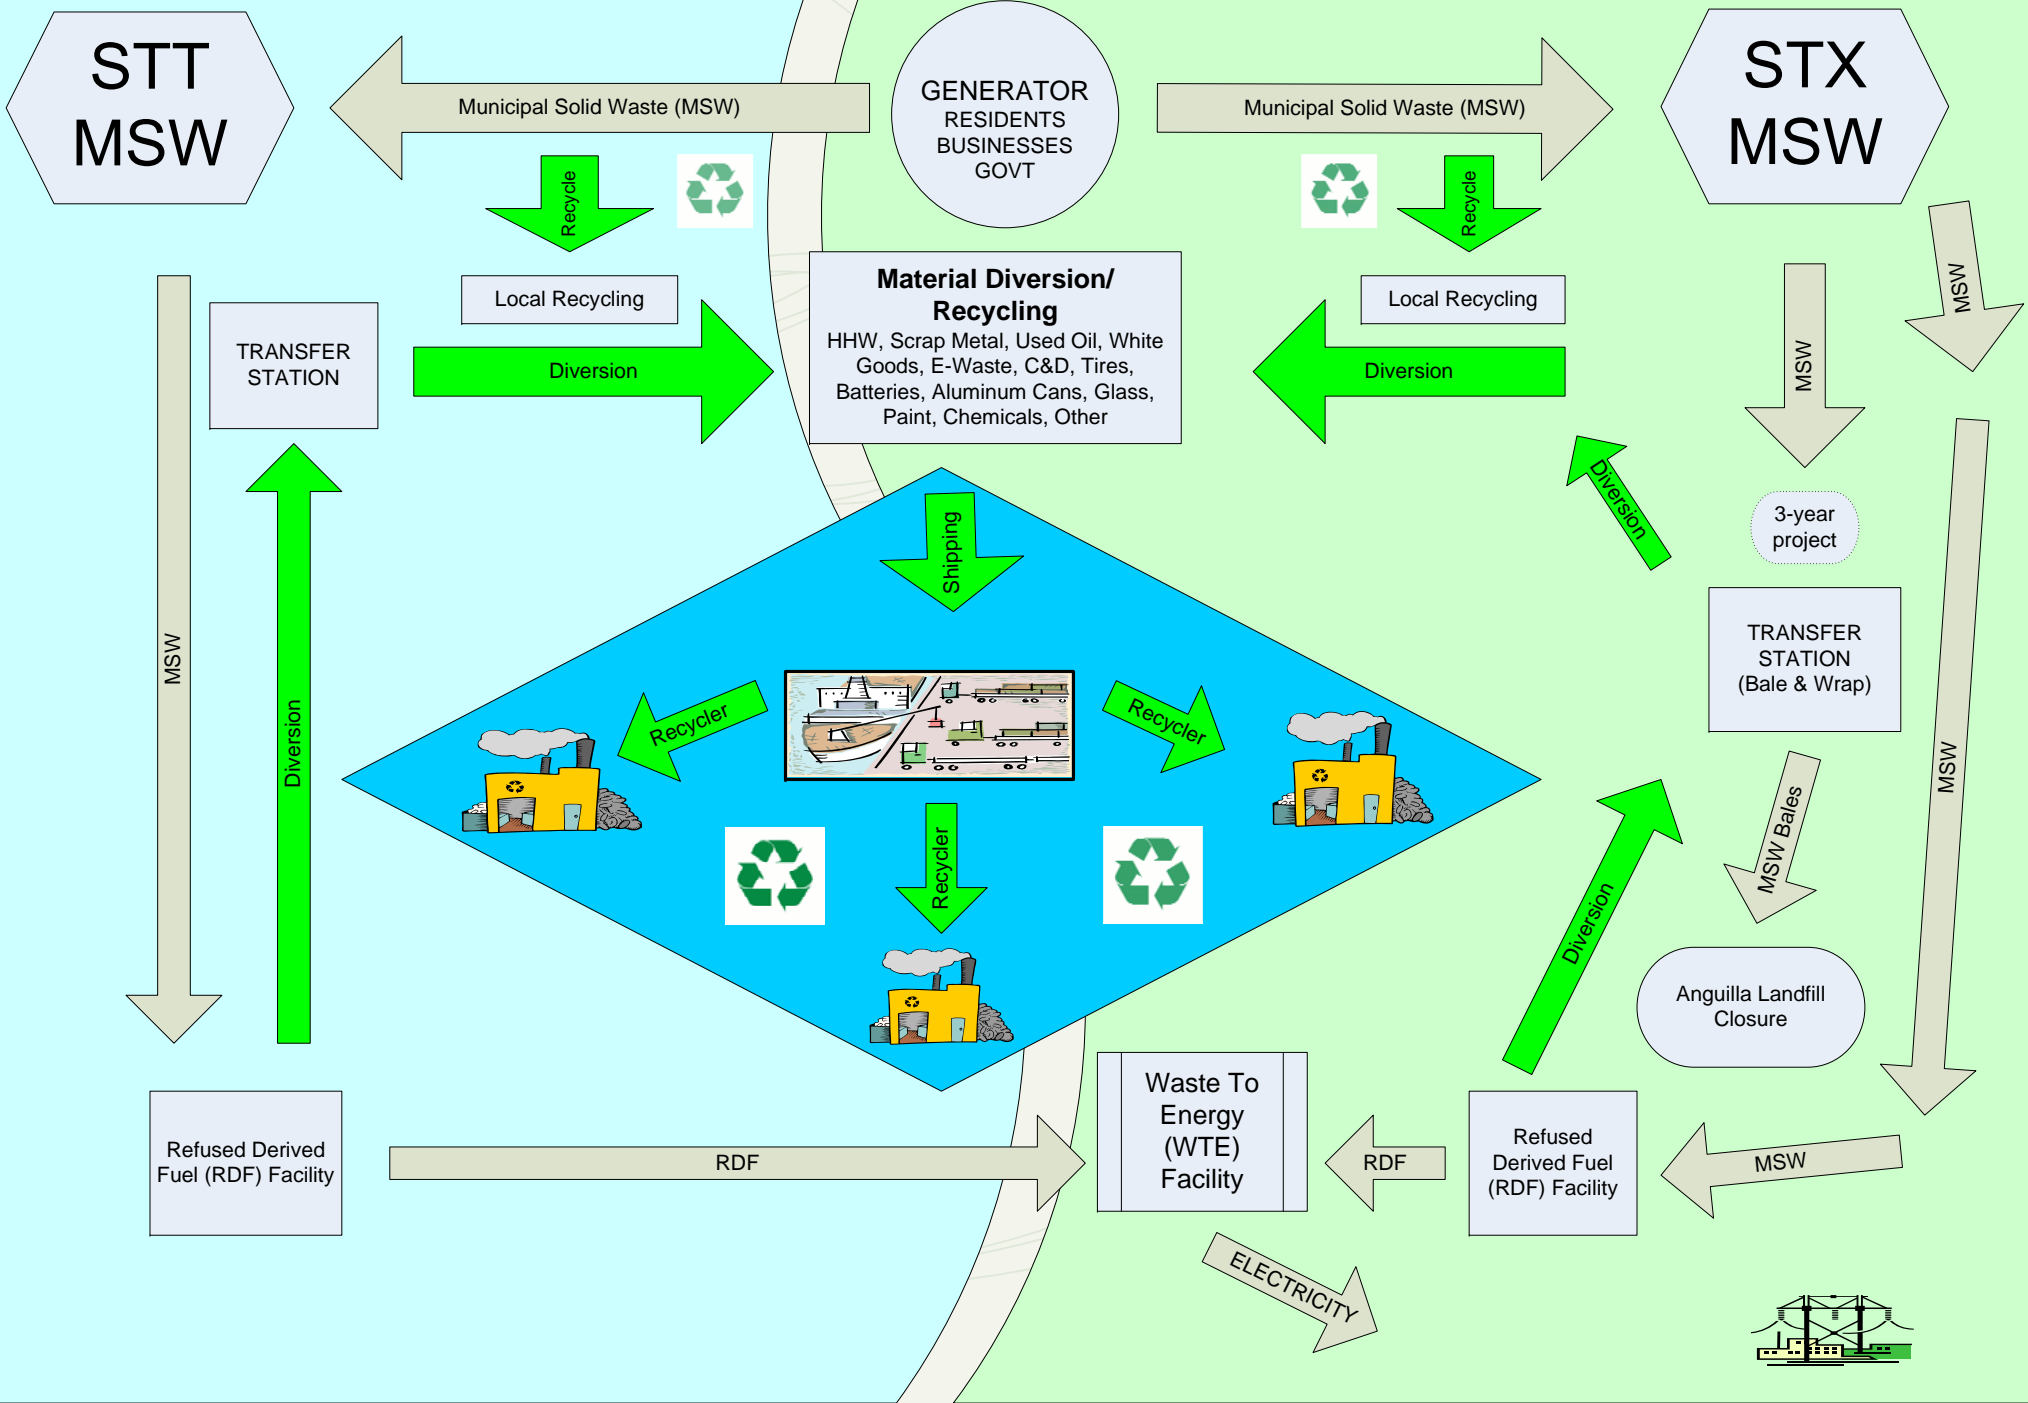 STT
MSW
Municipal Solid Waste (MSW)
GENERATOR
RESIDENTS
BUSINESSES
GOVT
Municipal Solid Waste (MSW)
STX
MSW
Recycle
Recycle
Local Recycling
Material Diversion/
Recycling
HHW, Scrap Metal, Used Oil, White
Goods, E-Waste, C&D, Tires,
Batteries, Aluminum Cans, Glass,
Paint, Chemicals, Other
Local Recycling
MSW
MSW
TRANSFER
STATION
Diversion
Diversion
Diversion
3-year
project
Shipping
TRANSFER
STATION
(Bale & Wrap)
MSW
Diversion
Recycler
Recycler
MSW
MSW Bales
Recycler
Diversion
Anguilla Landfill
Closure
Refused Derived
Fuel (RDF) Facility
RDF
Waste To
Energy
(WTE)
Facility
RDF
Refused
Derived Fuel
(RDF) Facility
MSW
ELECTRICITY